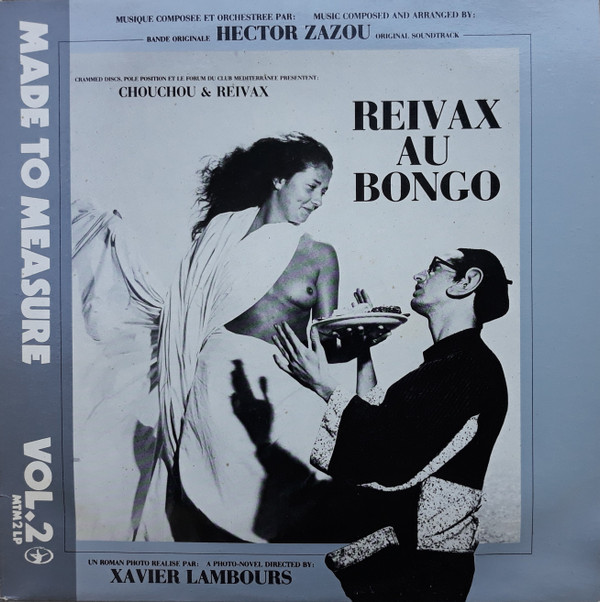 MUSIQUE COMPOSEE ET ORCHESTREE PAR: MUSIC COMPOSED AND ARRANGED BY:
BANDE ORIGINALE HECTOR ZAZOU ORIGINAL SOUNDTRACK
CRAMMED DISCS, POLE POSITION ET LE FORUM DU CLUB MEDITERRANEE PRESENTENT:
CHOUCHOU & REIVAX
REIVAX
AU
BONGO
MADE TO MEASURE VOL.2
MTM 2 LP
UN ROMAN PHOTO REALISE PAR: A PHOTO-NOVEL DIRECTED BY:
XAVIER LAMBOURS